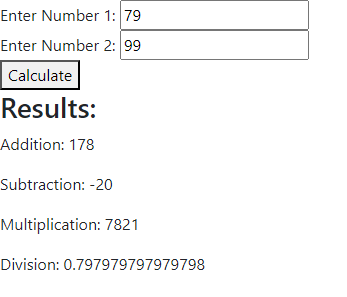 Enter Number 1: 79
Enter Number 2: 99
Calculate
Results:
Addition: 178
Subtraction: -20
Multiplication: 7821
Division: 0.797979797979798